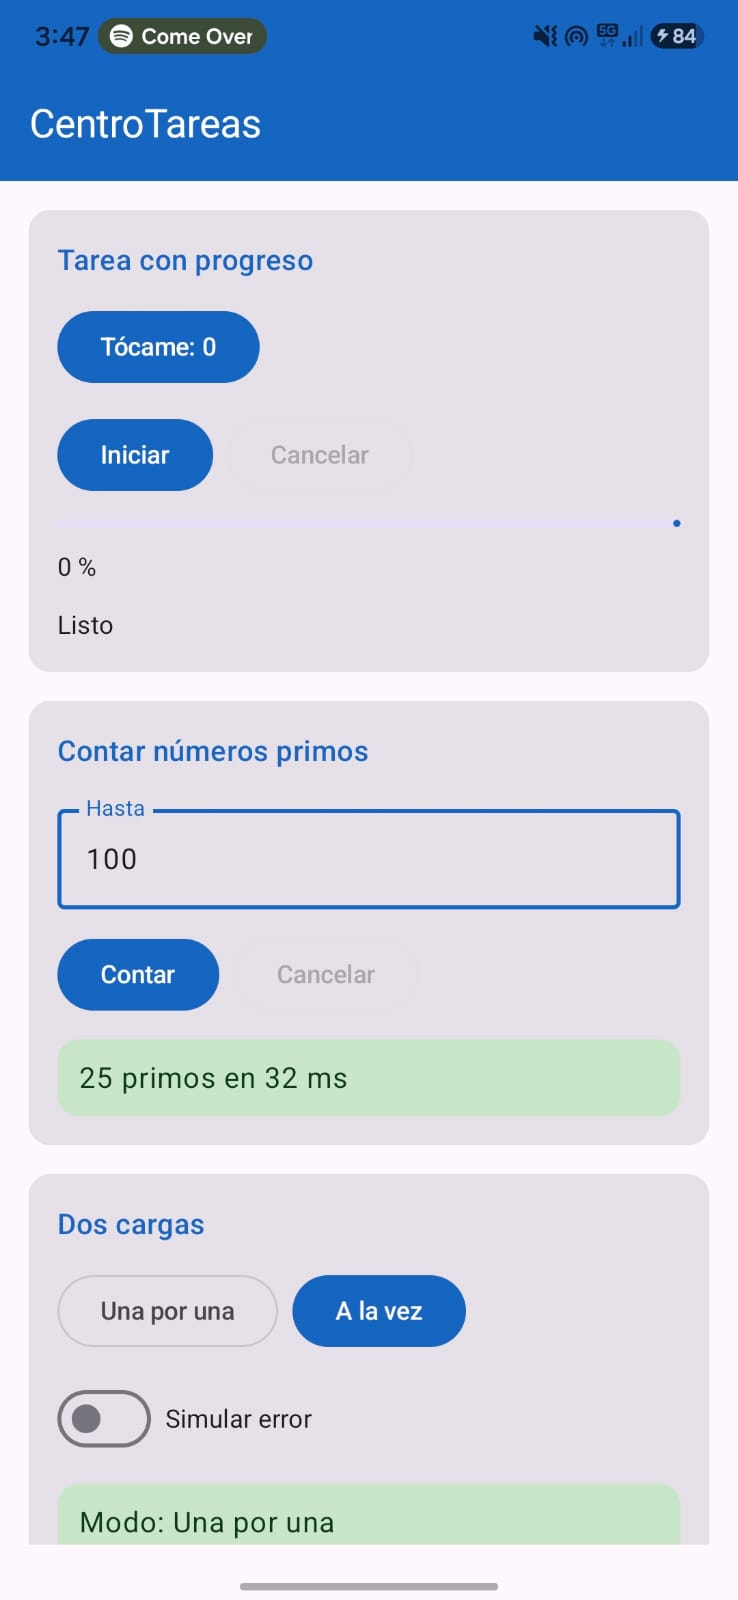 3:47 Come Over 5G 84
CentroTareas
Tarea con progreso
Tócame: 0
Iniciar Cancelar
0 %
Listo
Contar números primos
Hasta
100
Contar Cancelar
25 primos en 32 ms
Dos cargas
Una por una A la vez
Simular error
Modo: Una por una